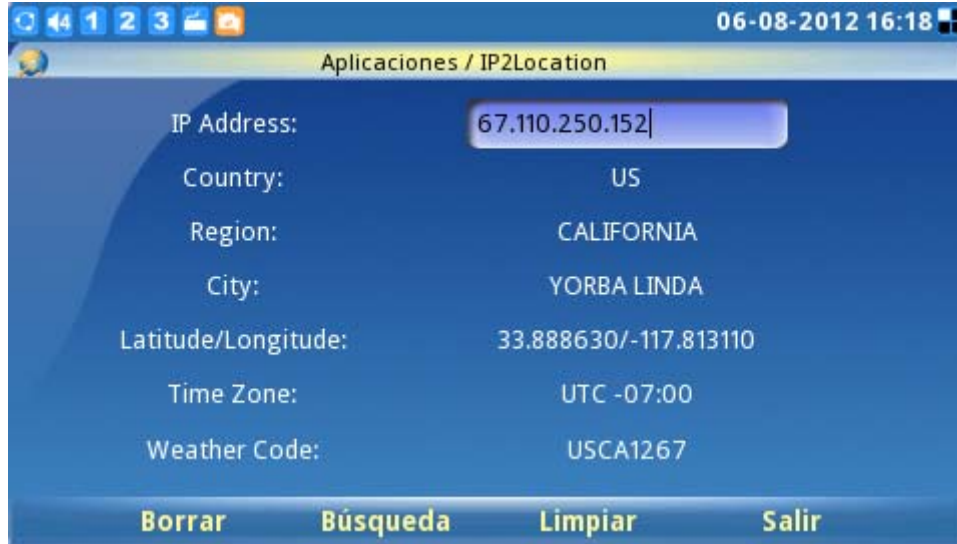 4 1 2 3 06-08-2012 16:18
Aplicaciones / IP2Location
IP Address: 67.110.250.152
Country: US
Region: CALIFORNIA
City: YORBA LINDA
Latitude/Longitude: 33.888630/-117.813110
Time Zone: UTC -07:00
Weather Code: USCA1267
Borrar Búsqueda Limpiar Salir